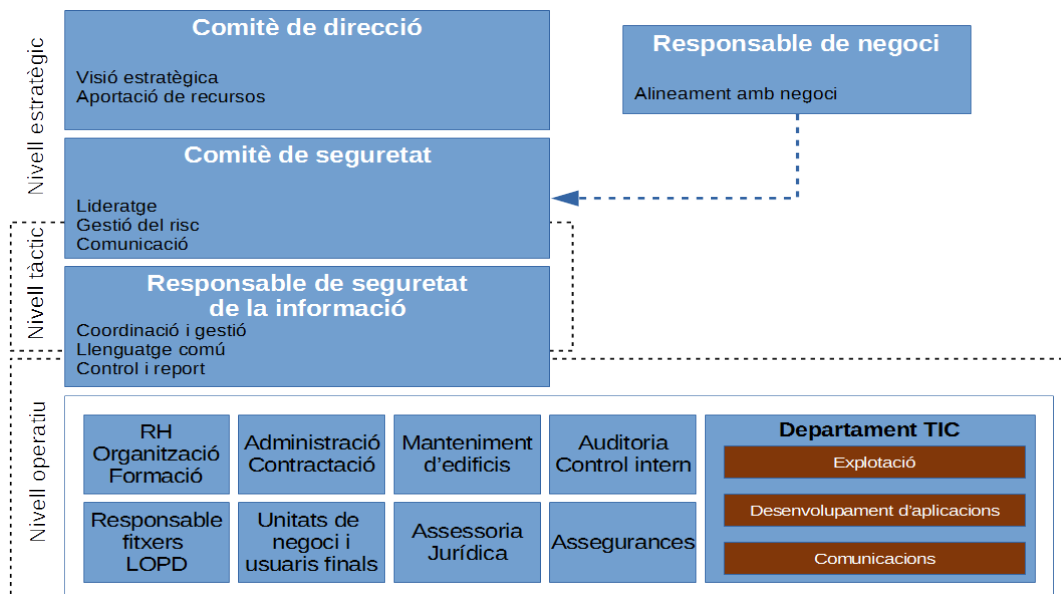 Nivell estratègic
Comitè de direcció
Visió estratègica
Aportació de recursos
Responsable de negoci
Alineament amb negoci
Comitè de seguretat
Lideratge
Gestió del risc
Comunicació
Nivell tàctic
Responsable de seguretat
de la informació
Coordinació i gestió
Llenguatge comú
Control i report
Nivell operatiu
RH
Organització
Formació
Administració
Contractació
Manteniment
d'edificis
Auditoria
Control intern
Departament TIC
Explotació
Desenvolupament d'aplicacions
Comunicacions
Responsable
fitxers
LOPD
Unitats de
negoci i
usuaris finals
Assessoria
Jurídica
Assegurances